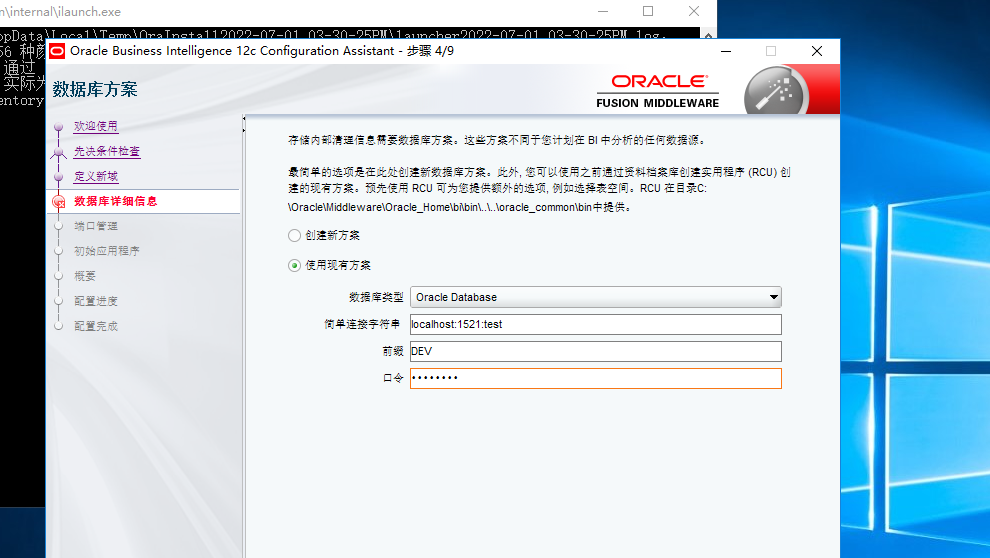 n\internal\ilaunch.exe
ppData\Local\Temp\OraInstall2022-07-01_03-30-25PM\launcher2022-07-01_03-30-25PM.log.
56 种颜
通过
实际为
entory
Oracle Business Intelligence 12c Configuration Assistant - 步骤 4/9
数据库方案
ORACLE
FUSION MIDDLEWARE
欢迎使用
先决条件检查
定义新域
数据库详细信息
端口管理
初始应用程序
概要
配置进度
配置完成
存储内部清理信息需要数据库方案。这些方案不同于您计划在 BI 中分析的任何数据源。
最简单的选项是在此处创建新数据库方案。此外, 您可以使用之前通过资料档案库创建实用程序 (RCU) 创
建的现有方案。预先使用 RCU 可为您提供额外的选项, 例如选择表空间。RCU 在目录C:
\Oracle\Middleware\Oracle_Home\bi\bin\..\..\oracle_common\bin中提供。
创建新方案
使用现有方案
数据库类型 Oracle Database
简单连接字符串 localhost:1521:test
前缀 DEV
口令 ••••••••